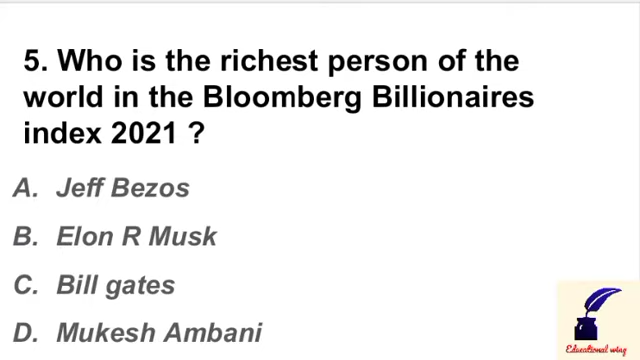 5. Who is the richest person of the
world in the Bloomberg Billionaires
index 2021 ?
A. Jeff Bezos
B. Elon R Musk
C. Bill gates
D. Mukesh Ambani
Educational wing